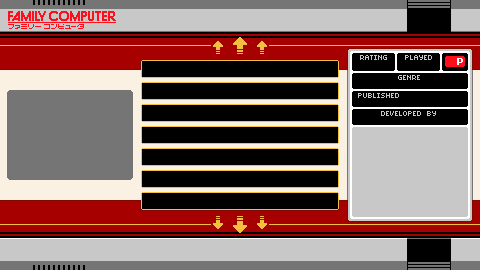 FAMILY COMPUTER
ファミリー コンピュータ
RATING
PLAYED
P
GENRE
PUBLISHED
DEVELOPED BY